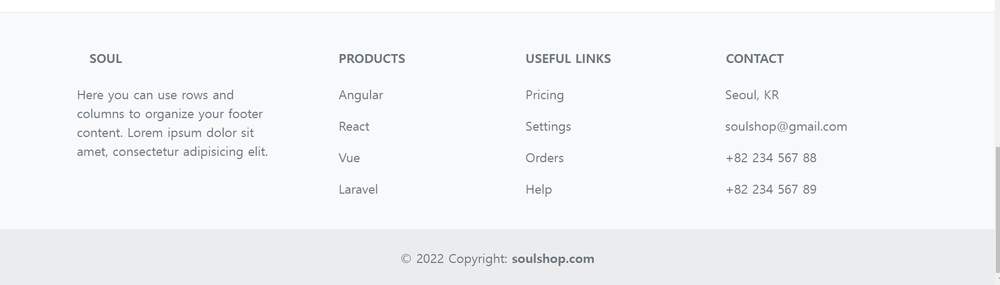 SOUL
Here you can use rows and
columns to organize your footer
content. Lorem ipsum dolor sit
amet, consectetur adipisicing elit.
PRODUCTS
Angular
React
Vue
Laravel
USEFUL LINKS
Pricing
Settings
Orders
Help
CONTACT
Seoul, KR
soulshop@gmail.com
+82 234 567 88
+82 234 567 89
© 2022 Copyright: soulshop.com